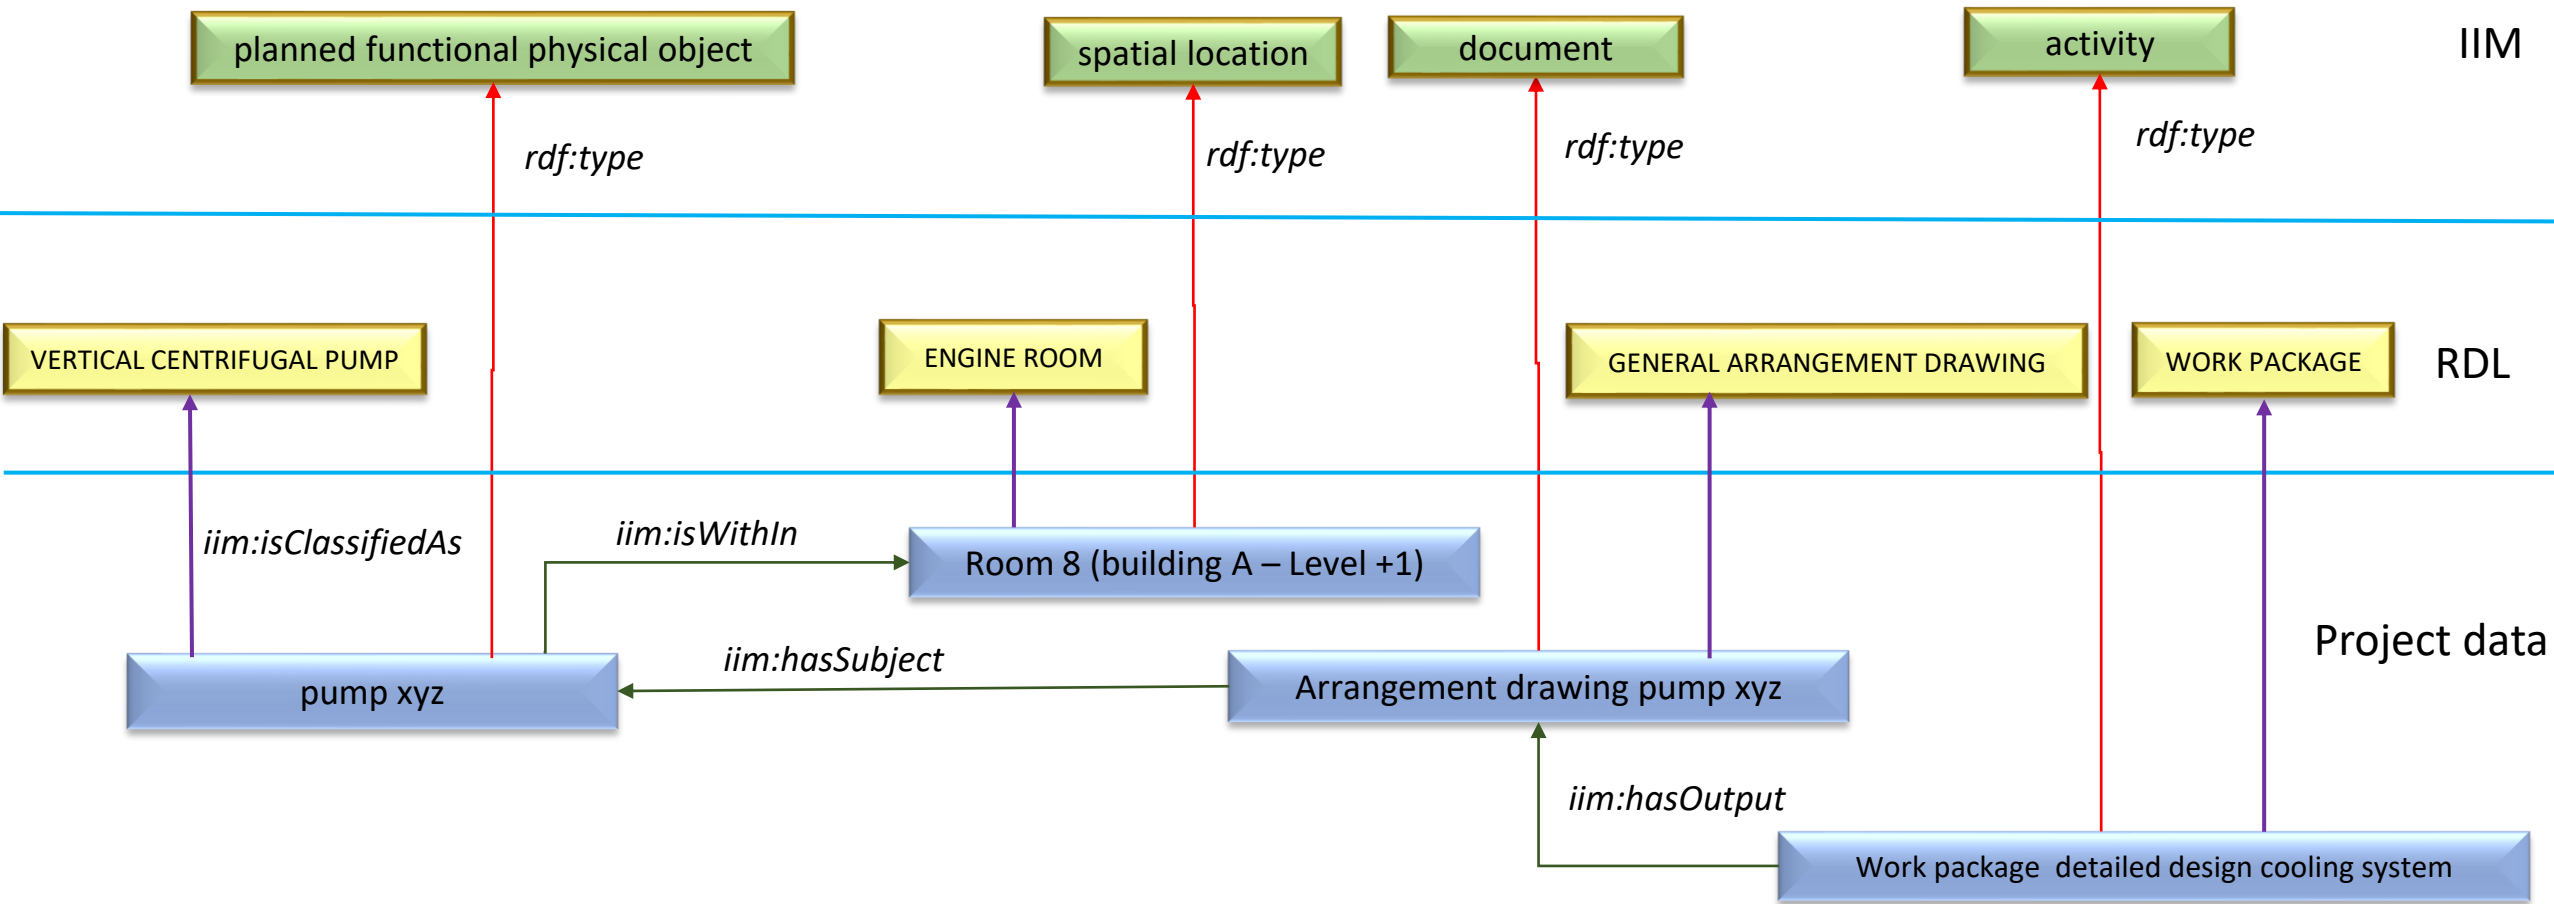 planned functional physical object
spatial location
document
activity
IIM
rdf:type
rdf:type
rdf:type
rdf:type
VERTICAL CENTRIFUGAL PUMP
ENGINE ROOM
GENERAL ARRANGEMENT DRAWING
WORK PACKAGE
RDL
iim:isClassifiedAs
iim:isWithIn
Room 8 (building A – Level +1)
Project data
iim:hasSubject
pump xyz
Arrangement drawing pump xyz
iim:hasOutput
Work package  detailed design cooling system